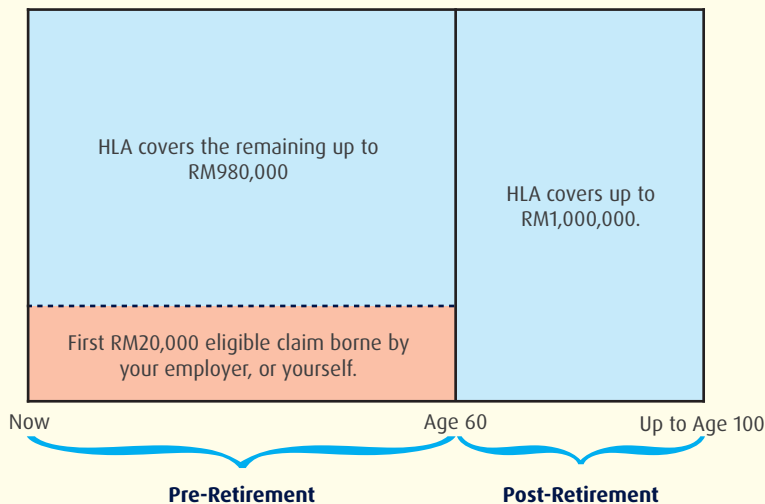 HLA covers the remaining up to
RM980,000
HLA covers up to
RM1,000,000.
First RM20,000 eligible claim borne by
your employer, or yourself.
Now
Age 60
Up to Age 100
Pre-Retirement
Post-Retirement